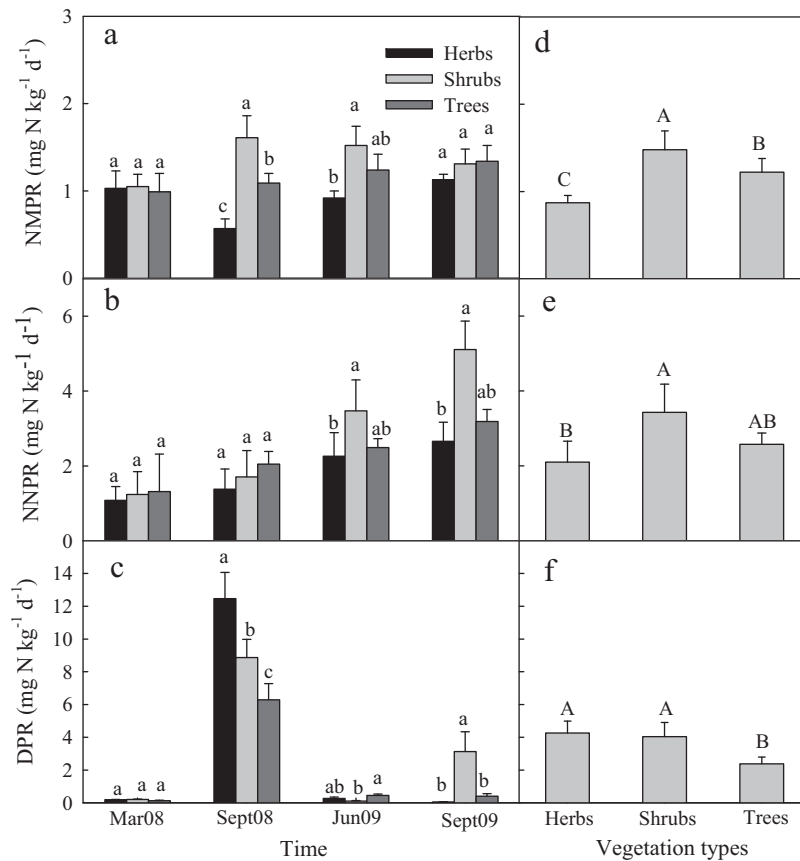 a
Herbs
Shrubs
Trees
NMPR (mg N kg-1 d-1)
3
2
1
0
a a a
c a b
b a ab
a a a
d
C A B
b
NNPR (mg N kg-1 d-1)
6
4
2
0
a a a
a a a
b a ab
b a ab
e
B A AB
c
DPR (mg N kg-1 d-1)
14
12
10
8
6
4
2
0
a a a
a b c
ab b a
b a b
f
A A B
Mar08 Sept08 Jun09 Sept09
Time
Herbs Shrubs Trees
Vegetation types